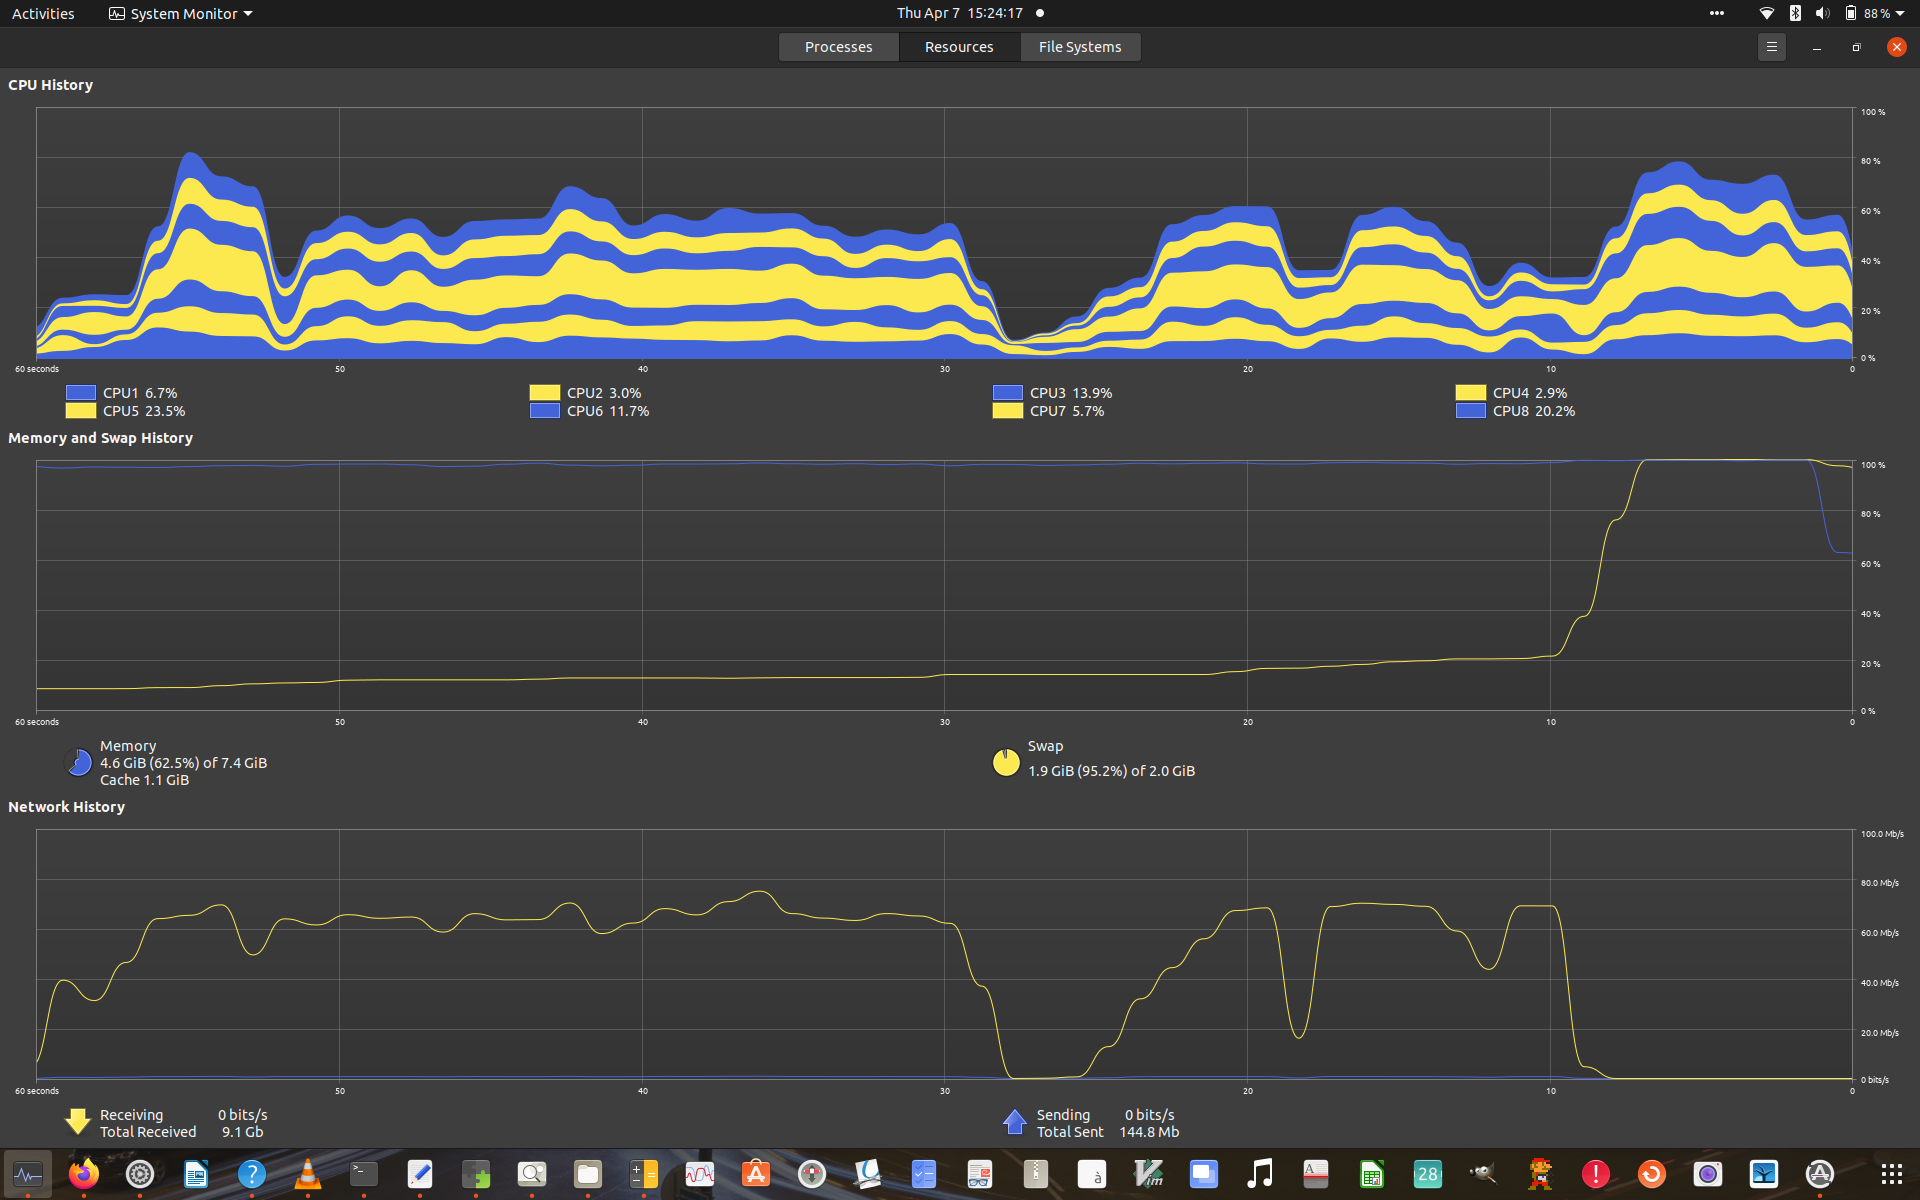 Activities System Monitor Thu Apr 7 15:24:17 88 %
Processes Resources File Systems
CPU History
100 %
80 %
60 %
40 %
20 %
0 %
60 seconds 50 40 30 20 10 0
CPU1 6.7% CPU2 3.0% CPU3 13.9% CPU4 2.9%
CPU5 23.5% CPU6 11.7% CPU7 5.7% CPU8 20.2%
Memory and Swap History
100 %
80 %
60 %
40 %
20 %
0 %
60 seconds 50 40 30 20 10 0
Memory Swap
4.6 GiB (62.5%) of 7.4 GiB 1.9 GiB (95.2%) of 2.0 GiB
Cache 1.1 GiB
Network History
100.0 Mb/s
80.0 Mb/s
60.0 Mb/s
40.0 Mb/s
20.0 Mb/s
0 bits/s
60 seconds 50 40 30 20 10 0
Receiving 0 bits/s Sending 0 bits/s
Total Received 9.1 Gb Total Sent 144.8 Mb
? >_ à Vim A 28 !